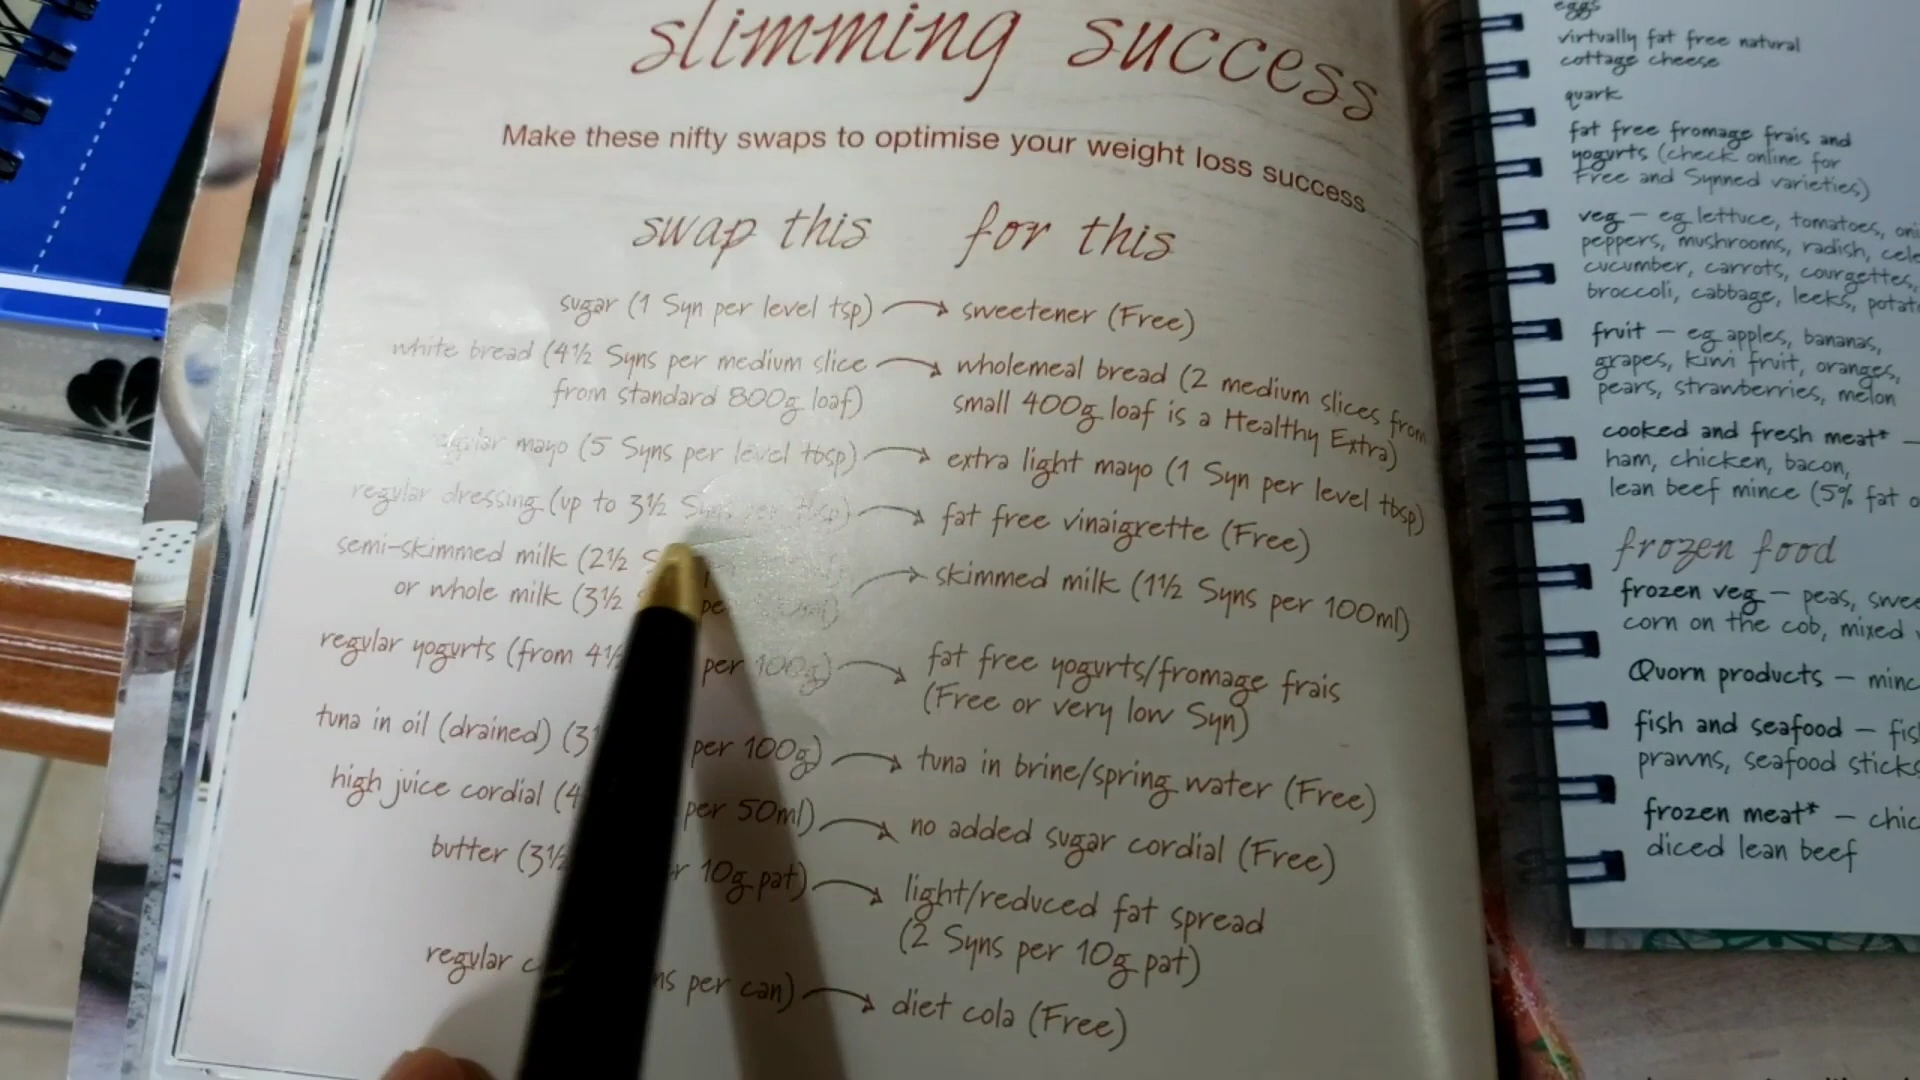 slimming success
Make these nifty swaps to optimise your weight loss success
swap this for this
sugar (1 Syn per level tsp) sweetener (Free)
white bread (4½ Syns per medium slice
from standard 800g loaf)
wholemeal bread (2 medium slices from
small 400g loaf is a Healthy Extra)
regular mayo (5 Syns per level tbsp) extra light mayo (1 Syn per level tbsp)
regular dressing (up to 3½ Syns per tbsp) fat free vinaigrette (Free)
semi-skimmed milk (2½
or whole milk (3½
skimmed milk (1½ Syns per 100ml)
regular yogurts (from per 100g)
fat free yogurts/fromage frais
(Free or very low Syn)
tuna in oil (drained) per 100g) tuna in brine/spring water (Free)
high juice cordial per 50ml) no added sugar cordial (Free)
butter (3½ 10g pat)
light/reduced fat spread
(2 Syns per 10g pat)
regular per can) diet cola (Free)
eggs
virtually fat free natural
cottage cheese
quark
fat free fromage frais and
yogurts (check online for
Free and Synned varieties)
veg – eg lettuce, tomatoes,
peppers, mushrooms, radish,
cucumber, carrots, courgettes,
broccoli, cabbage, leeks,
fruit – eg apples, bananas,
grapes, kiwi fruit, oranges,
pears, strawberries, melon
cooked and fresh meat* –
ham, chicken, bacon,
lean beef mince (5% fat
frozen food
frozen veg – peas,
corn on the cob, mixed
Quorn products –
fish and seafood –
prawns, seafood sticks
frozen meat* –
diced lean beef